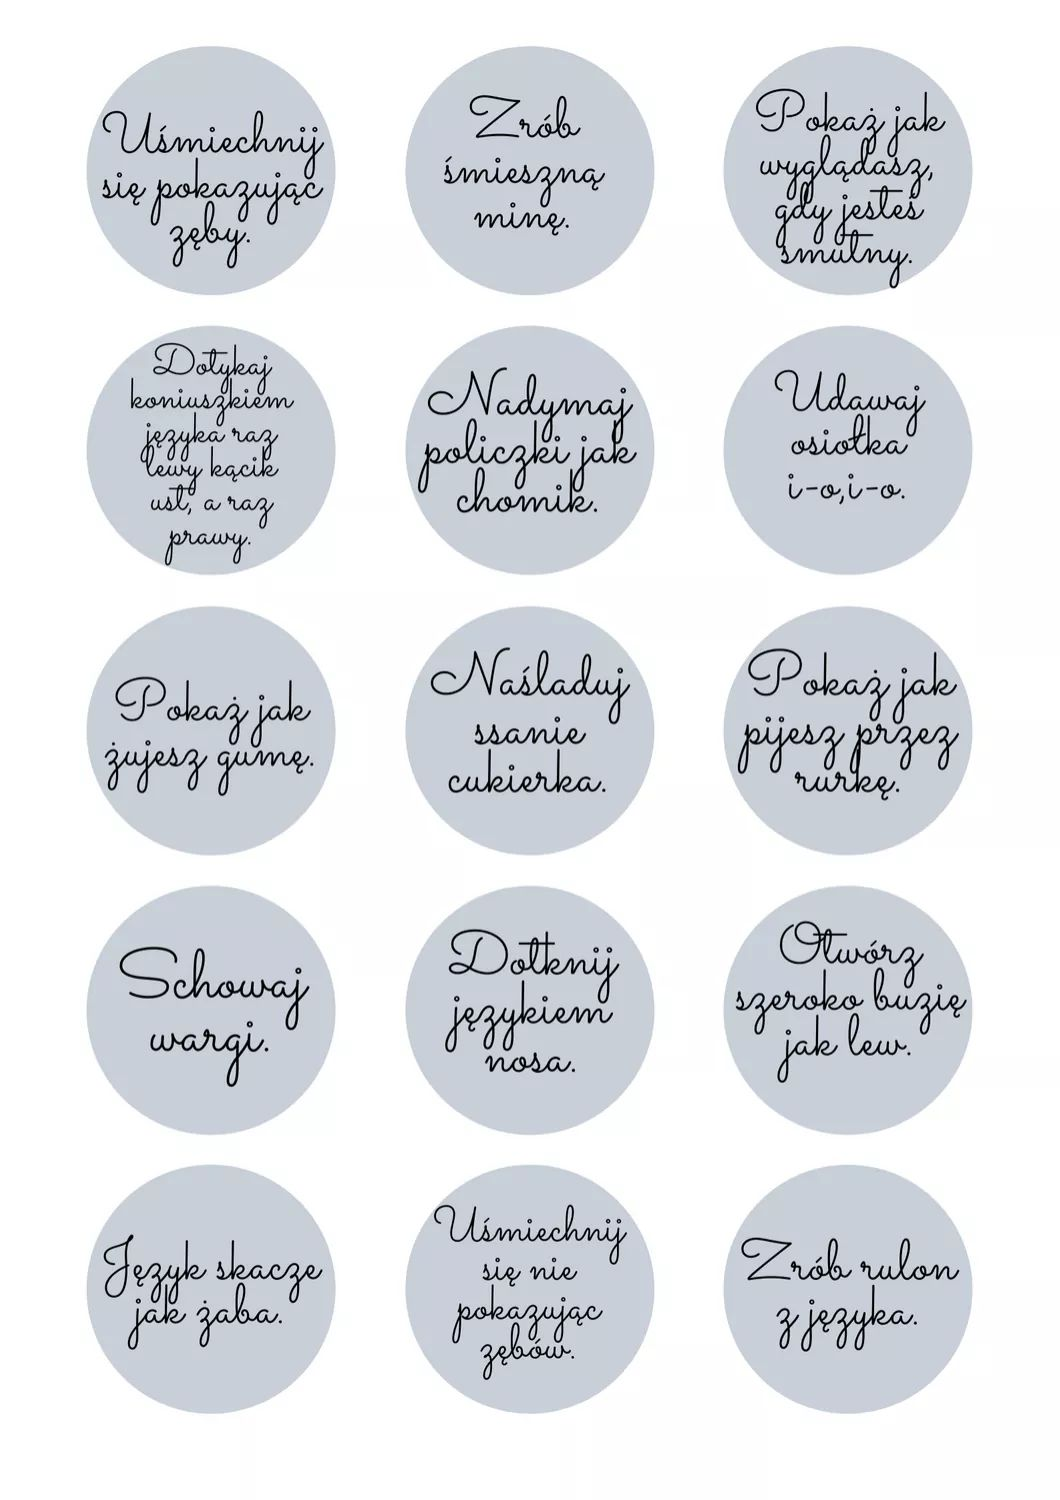 Uśmiechnij
się pokazując
zęby.
Zrób
śmieszną
minę.
Pokaż jak
wyglądasz,
gdy jesteś
smutny.
Dotykaj
koniuszkiem
języka raz
lewy kącik
ust, a raz
prawy.
Nadymaj
policzki jak
chomik.
Udawaj
osiołka
i-o,i-o.
Pokaż jak
żujesz gumę.
Naśladuj
ssanie
cukierka.
Pokaż jak
pijesz przez
rurkę.
Schowaj
wargi.
Dotknij
językiem
nosa.
Otwórz
szeroko buzię
jak lew.
Język skacze
jak żaba.
Uśmiechnij
się nie
pokazując
zębów.
Zrób rulon
z języka.